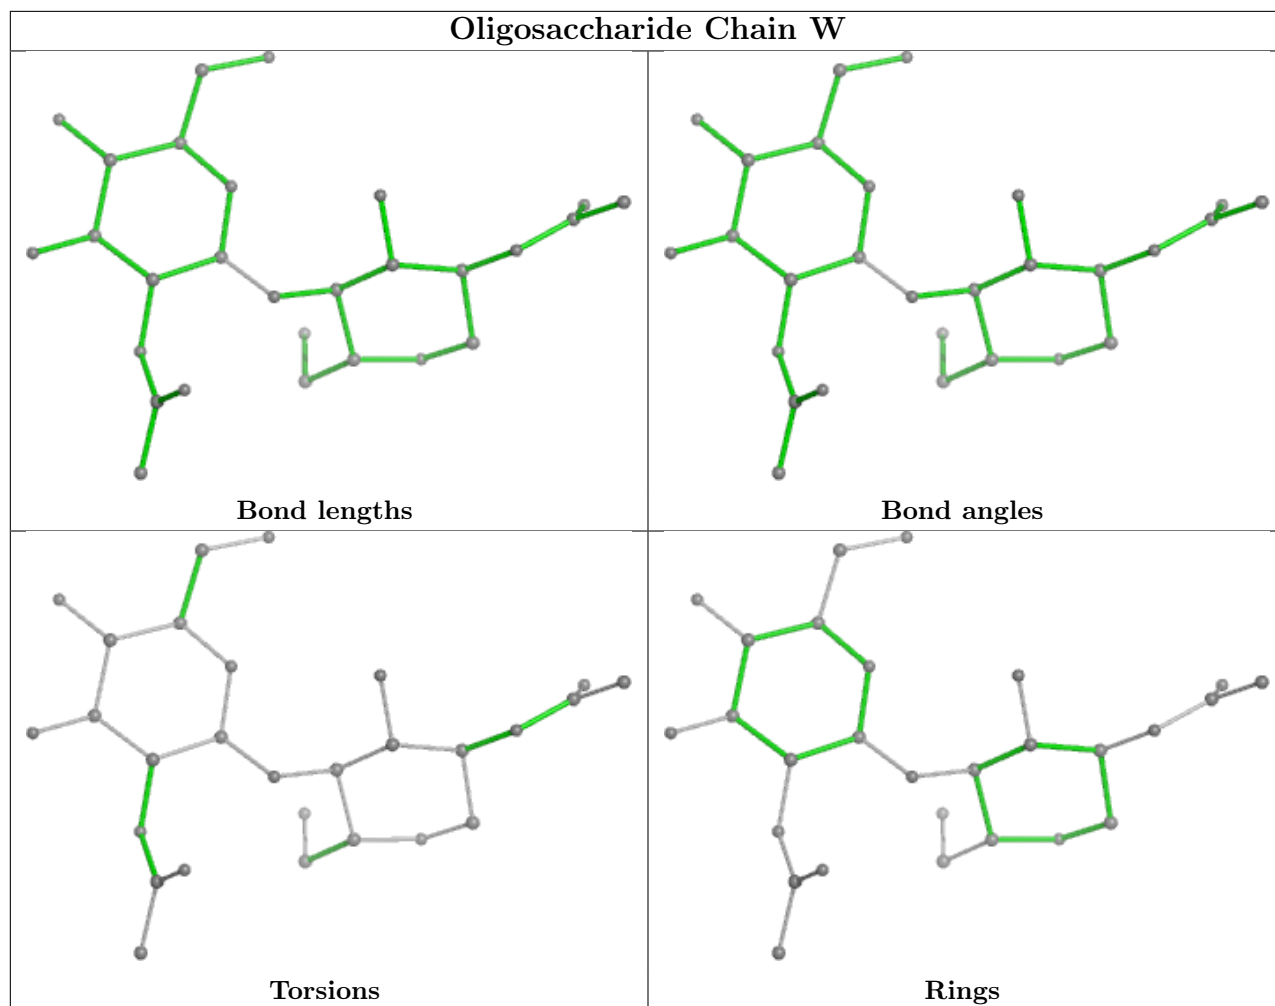 Oligosaccharide Chain W
Bond lengths
Bond angles
Torsions
Rings